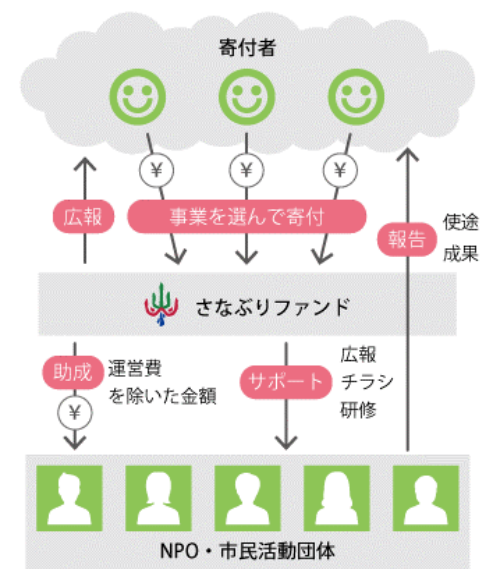 寄付者
¥
¥
¥
広報
事業を選んで寄付
報告
使途
成果
さなぶりファンド
助成
¥
運営費
を除いた金額
サポート
広報
チラシ
研修
NPO・市民活動団体